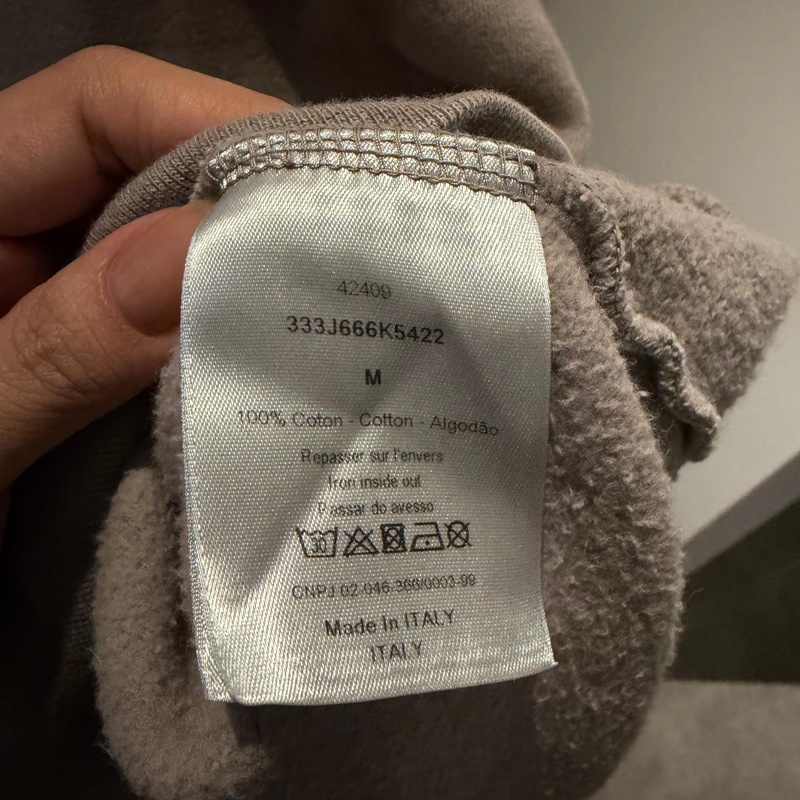 42409
333J666K5422
M
100% Coton - Cotton - Algodão
Repasser sur l'envers
Iron inside out
Passar do avesso
30
CNPJ 02-046-366/0003-99
Made in ITALY
ITALY